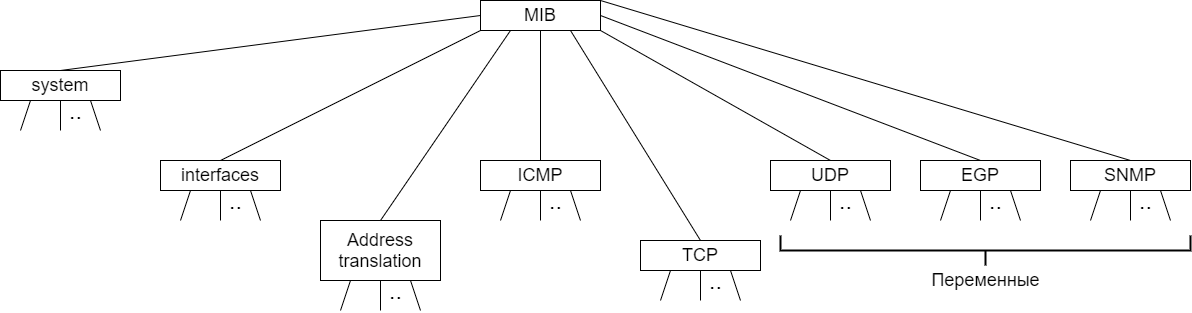 MIB
system
interfaces
ICMP
UDP
EGP
SNMP
Address
translation
TCP
Переменные